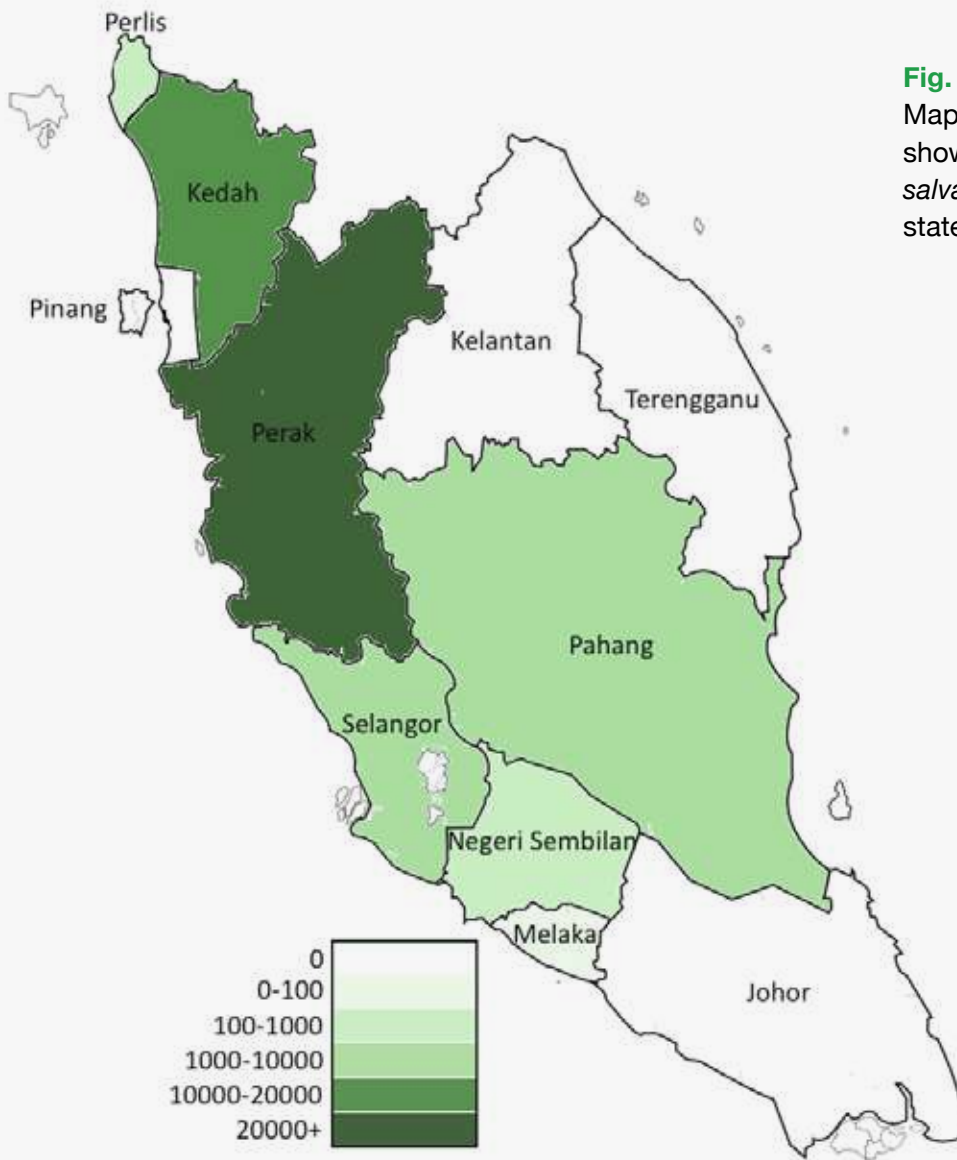 Perlis
Fig.
Map
show
salva
state
Kedah
Pinang
Kelantan
Terengganu
Perak
Pahang
Selangor
Negeri Sembilan
Melaka
Johor
0
0-100
100-1000
1000-10000
10000-20000
20000+